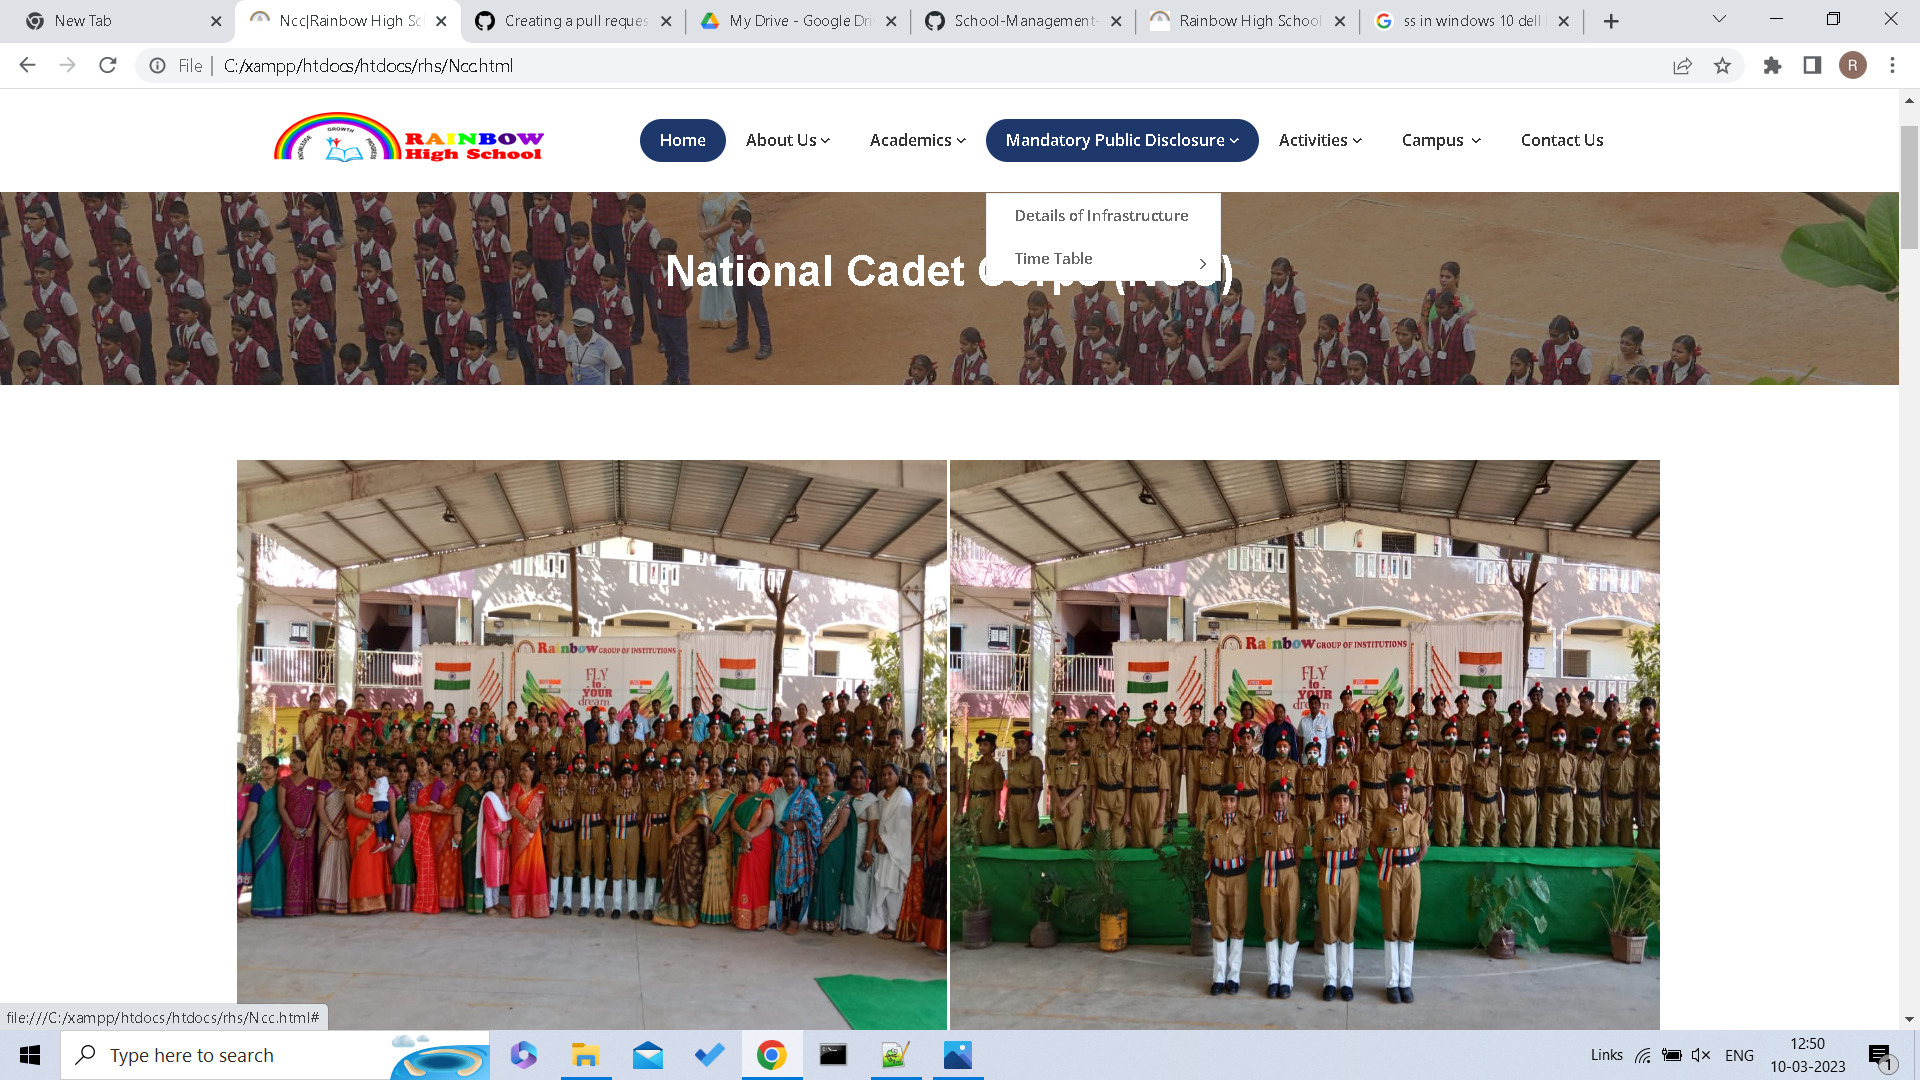 New Tab
Ncc|Rainbow High Sc
Creating a pull reques
My Drive - Google Dri
School-Management-
Rainbow High School
ss in windows 10 dell
File | C:/xampp/htdocs/htdocs/rhs/Ncc.html
R
KNOWLEDGE GROWTH PROGRESS
RAINBOW
High School
Home
About Us
Academics
Mandatory Public Disclosure
Activities
Campus
Contact Us
Details of Infrastructure
Time Table
National Cadet Corps (NCC)
Rainbow GROUP OF INSTITUTIONS
FLY
to
YOUR
dream
Rainbow GROUP OF INSTITUTIONS
FLY
to
YOUR
dream
file:///C:/xampp/htdocs/htdocs/rhs/Ncc.html#
Type here to search
Links
ENG
12:50
10-03-2023
1